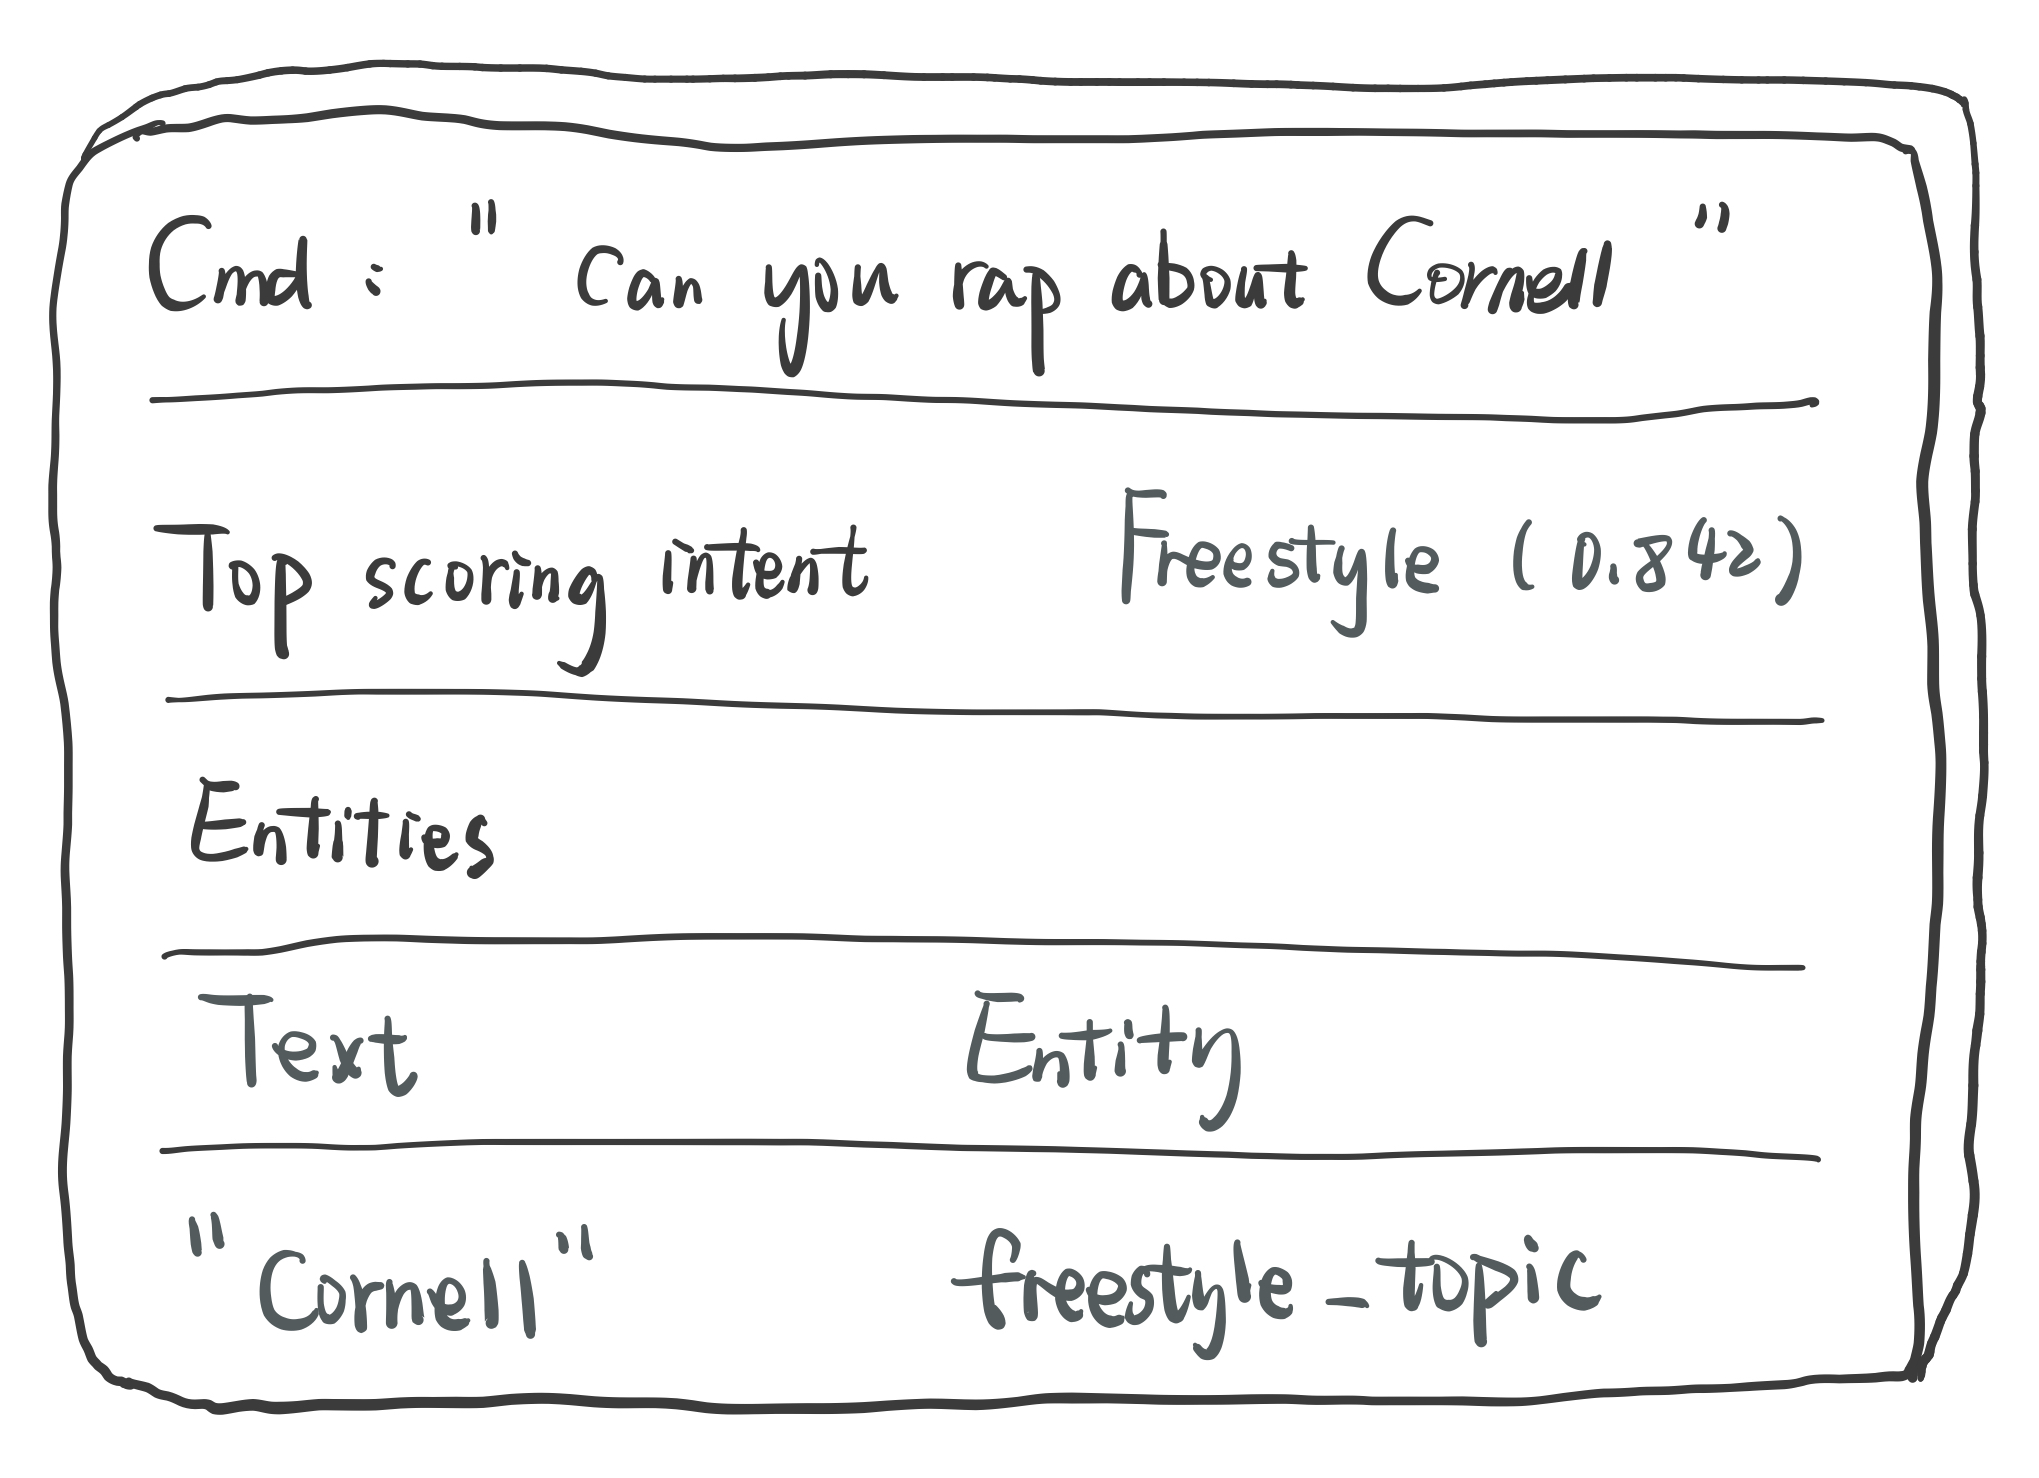 Cmd : " Can you rap about Cornell "
Top scoring intent Freestyle ( 0.842)
Entities
Text Entity
"Cornell" freestyle_topic